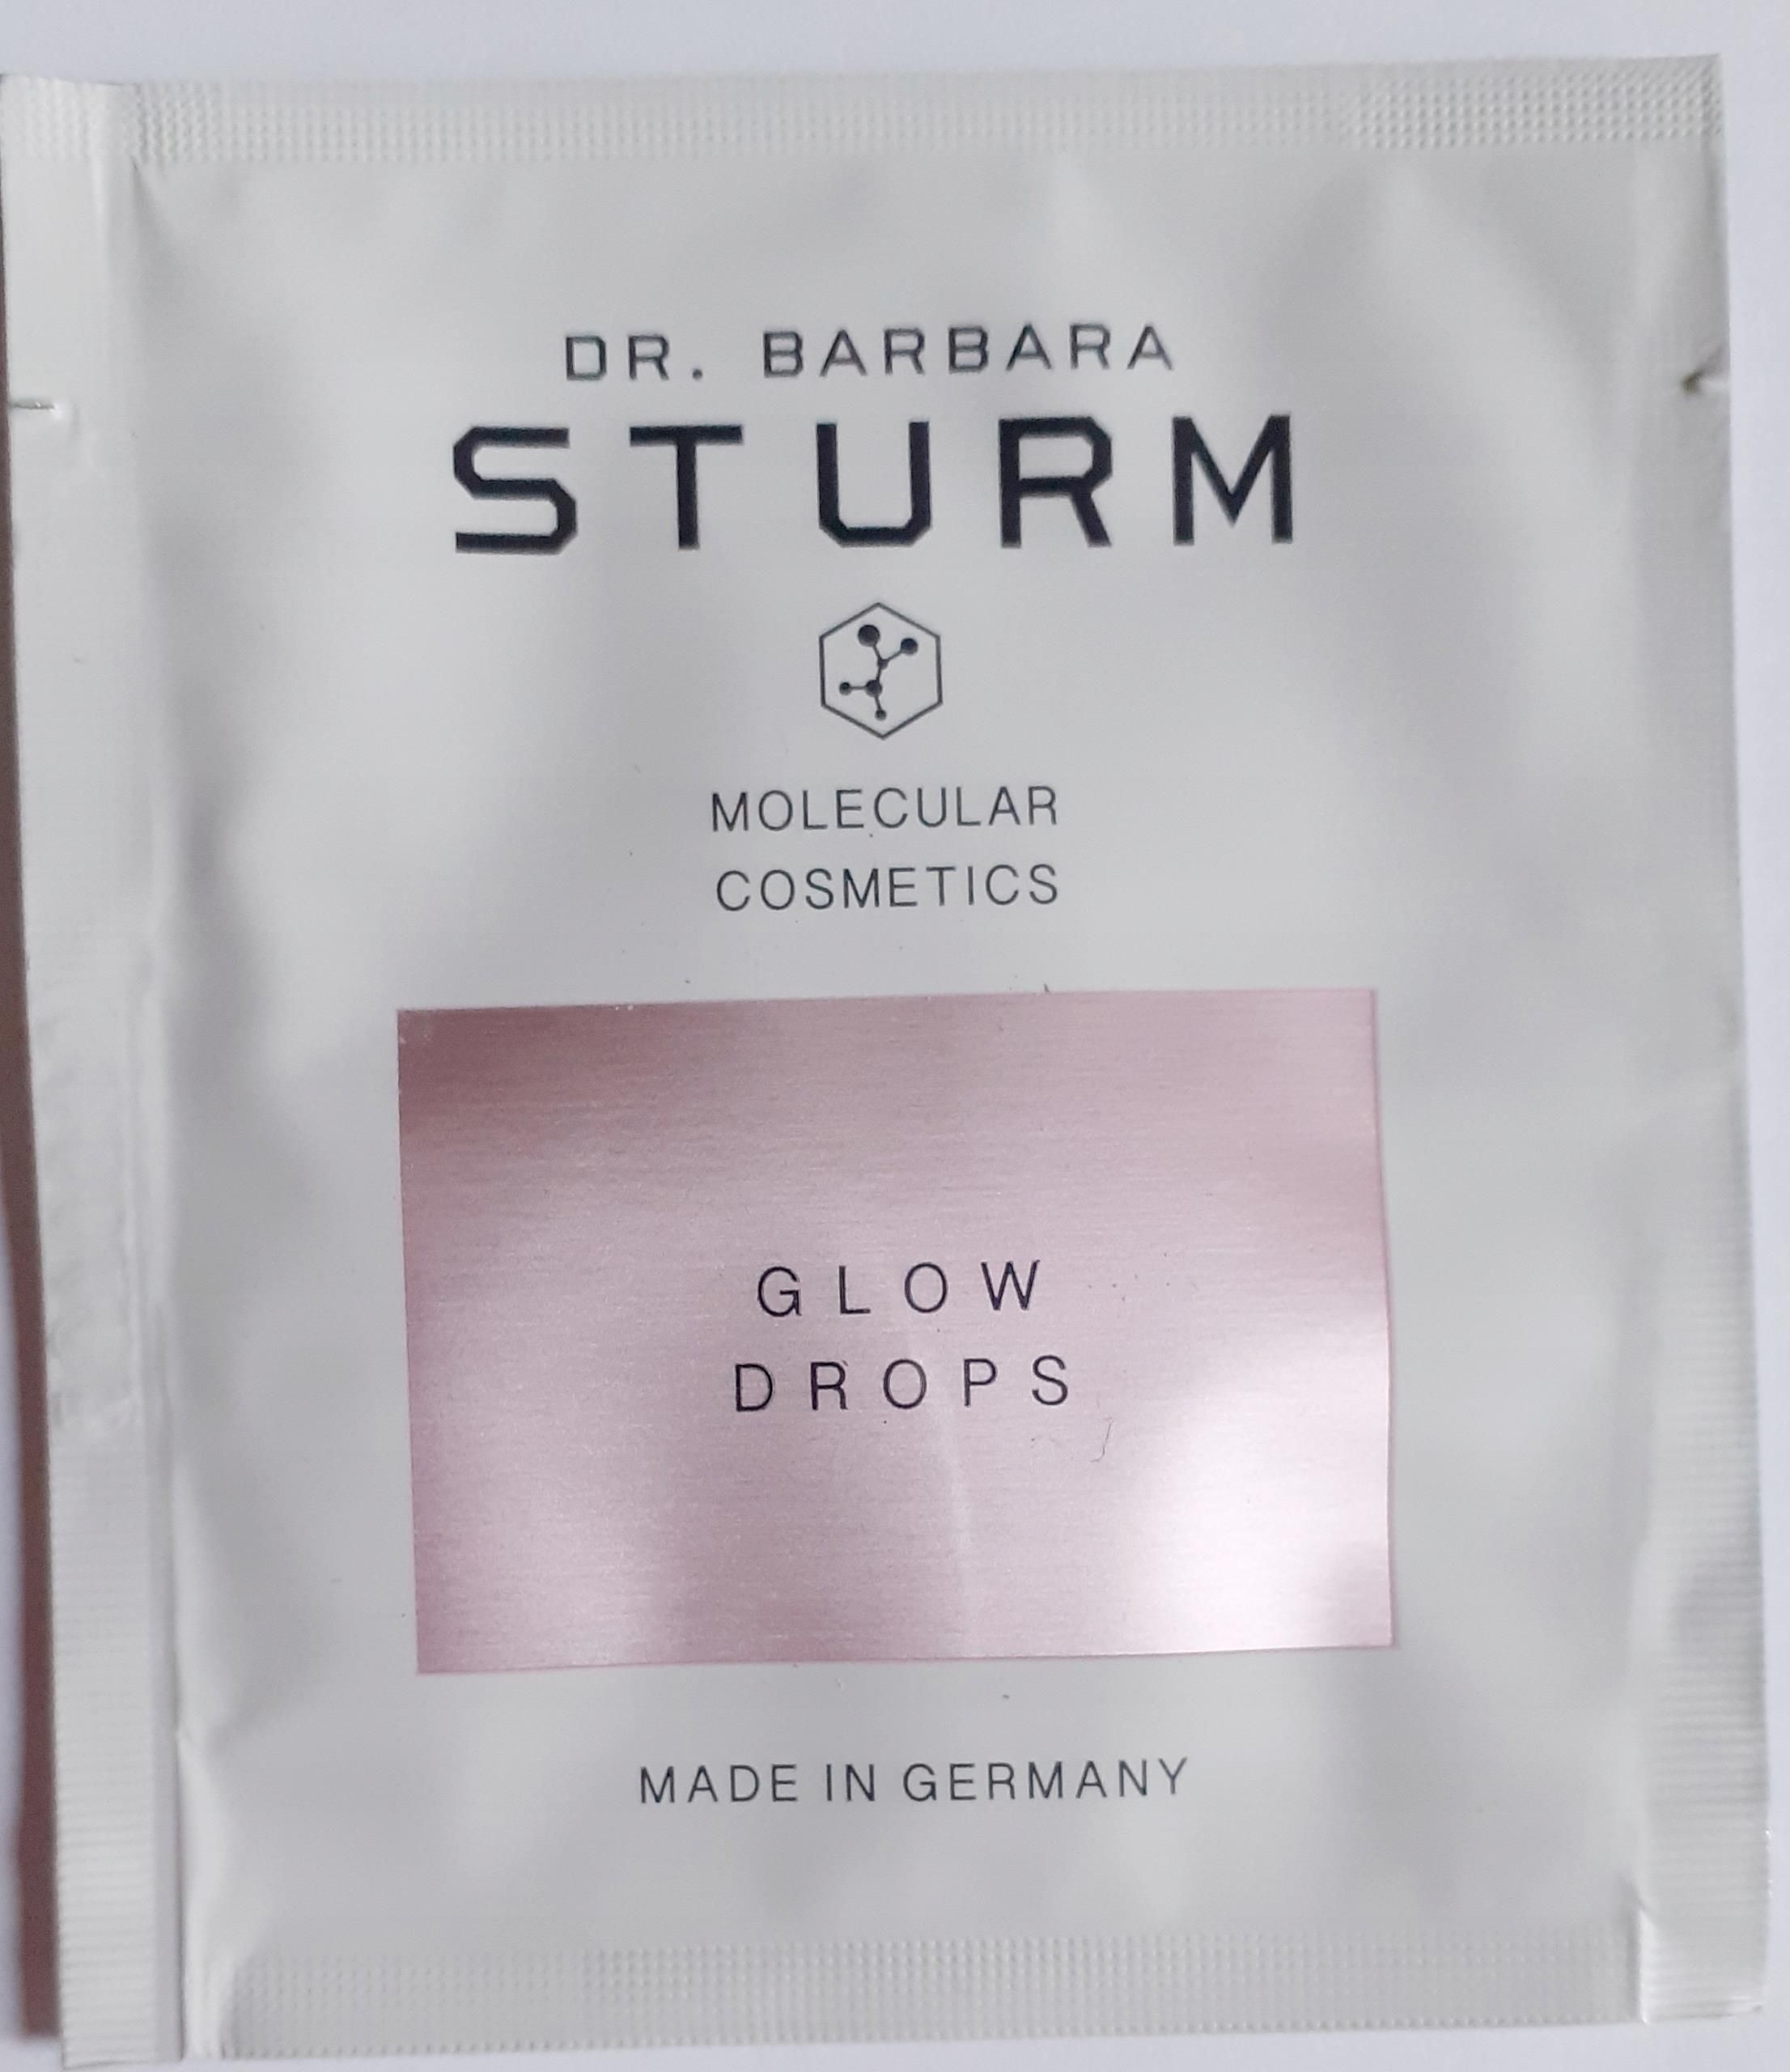 DR. BARBARA
STURM
MOLECULAR
COSMETICS
GLOW
DROPS
MADE IN GERMANY